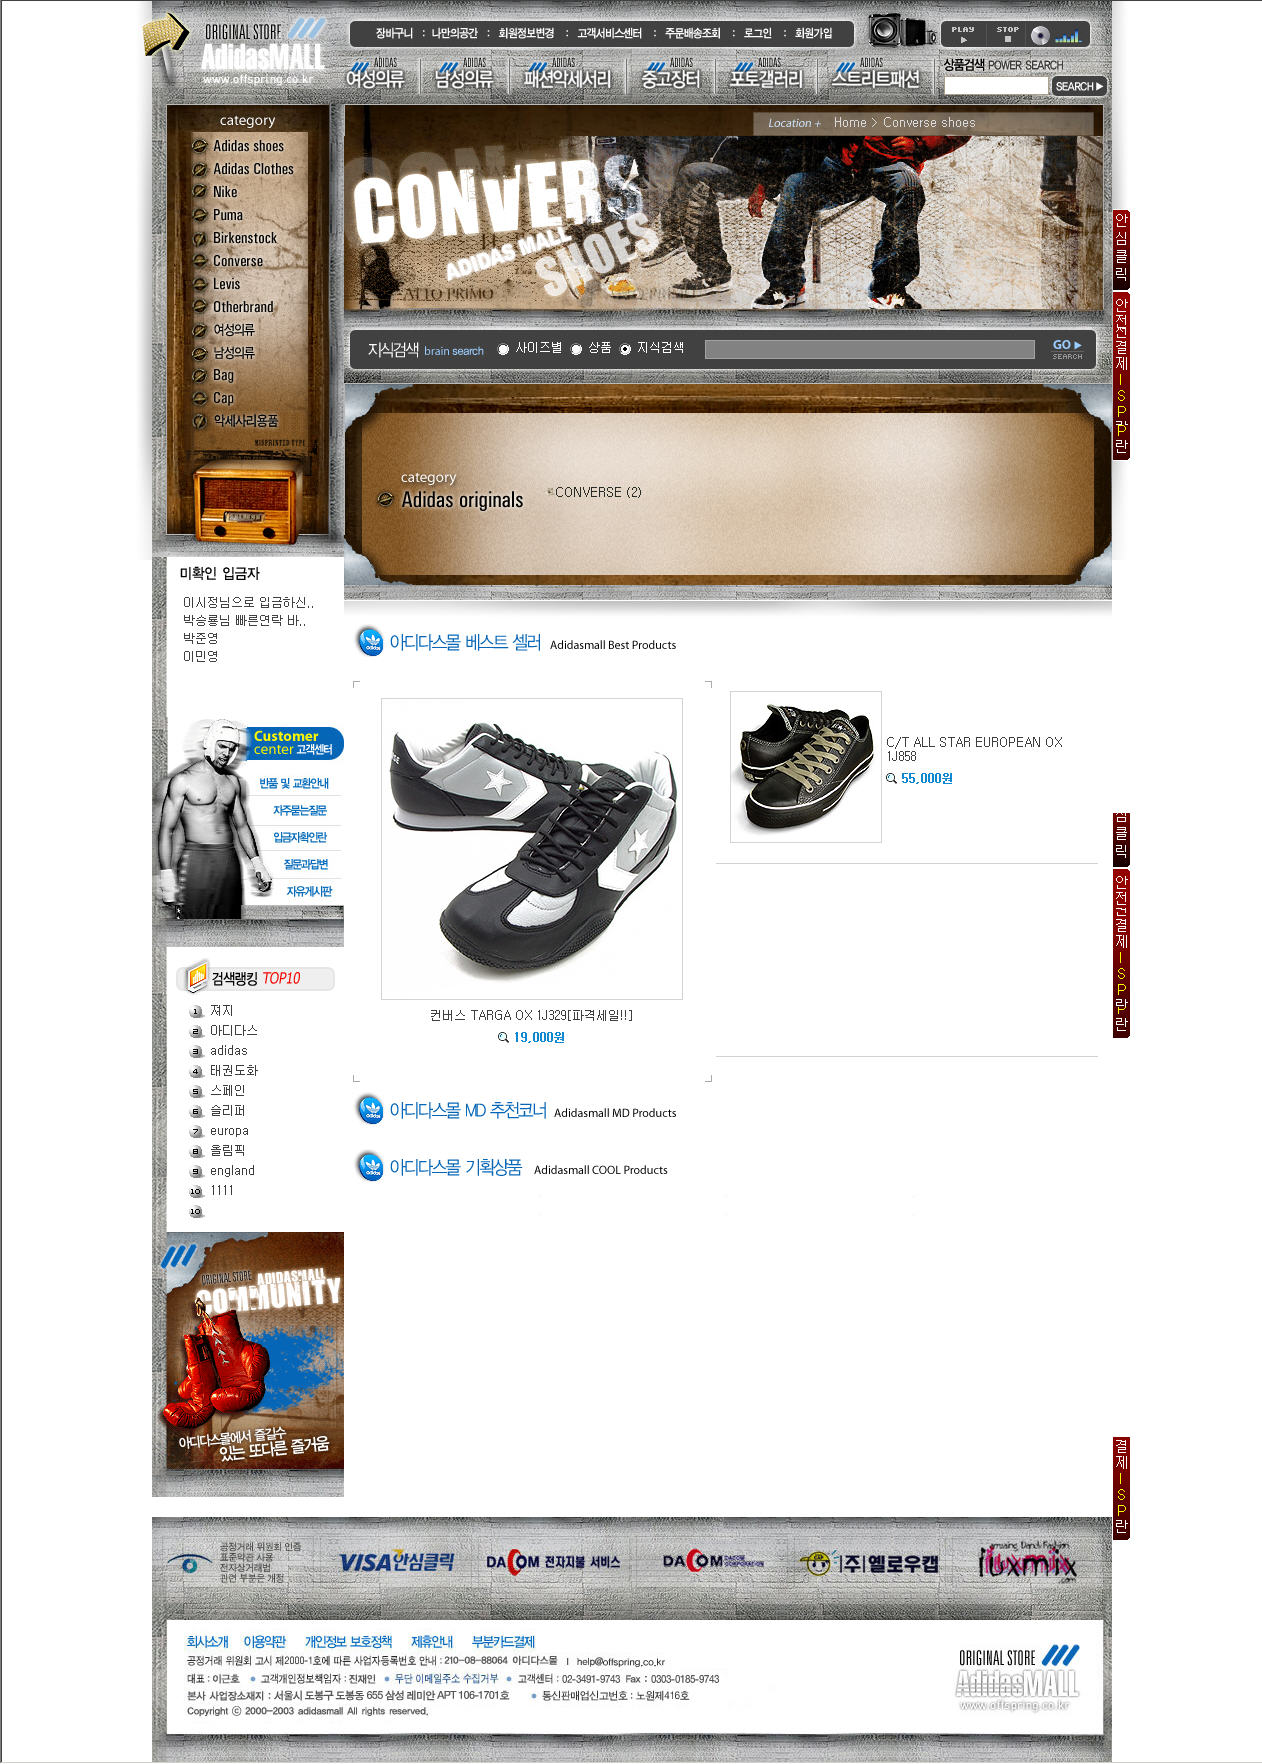 ORIGINAL STORE
AdidasMALL
www.offspring.co.kr
장바구니 : 나만의공간 : 회원정보변경 : 고객서비스센터 : 주문배송조회 : 로그인 : 회원가입
PLAY STOP
ADIDAS ADIDAS ADIDAS ADIDAS ADIDAS ADIDAS
여성의류 남성의류 패션악세서리 중고장터 포토갤러리 스트리트패션
상품검색 POWER SEARCH
SEARCH
category
Adidas shoes
Adidas Clothes
Nike
Puma
Birkenstock
Converse
Levis
Otherbrand
여성의류
남성의류
Bag
Cap
악세사리용품
MISPRINTED TYPE
Location + Home > Converse shoes
CONVERS
ADIDAS MALL
SHOES
ATTO PRIMO
지식검색 brain search 사이즈별 상품 지식검색
GO
SEARCH
category
Adidas originals
CONVERSE (2)
미확인 입금자
이시정님으로 입금하신..
박승룡님 빠른연락 바..
박준영
이민영
Customer
center 고객센터
반품 및 교환안내
자주묻는질문
입금자확인란
질문과답변
자유게시판
검색랭킹 TOP10
1 져지
2 아디다스
3 adidas
4 태권도화
5 스페인
6 슬리퍼
7 europa
8 올림픽
9 england
10 1111
10
ORIGINAL STORE ADIDASMALL
COMMUNITY
아디다스몰에서 즐길수
있는 또다른 즐거움
아디다스몰 베스트 셀러 Adidasmall Best Products
컨버스 TARGA OX 1J329[파격세일!!]
19,000원
C/T ALL STAR EUROPEAN OX
1J858
55,000원
아디다스몰 MD 추천코너 Adidasmall MD Products
아디다스몰 기획상품 Adidasmall COOL Products
안심클릭
안전결제ISP란
심클릭
안전결제ISP란
결제ISP란
공정거래 위원회 인증
표준약관 사용
전자상거래법
관련 부분은 개정
VISA안심클릭
DACOM 전자지불 서비스
DACOM DACOM CORPORATION
(주)옐로우캡
Amusing Dandi Fashion
iluxmix
.com
회사소개 이용약관 개인정보 보호정책 제휴안내 부분카드결제
공정거래 위원회 고시 제2000-1호에 따른 사업자등록번호 안내 : 210-08-88064 아디다스몰 | help@offspring.co.kr
대표 : 이근호 고객개인정보책임자 : 진재인 무단 이메일주소 수집거부 고객센터 : 02-3491-9743 Fax : 0303-0185-9743
본사 사업장소재지 : 서울시 도봉구 도봉동 655 삼성 레미안 APT 106-1701호 통신판매업신고번호 : 노원제416호
Copyright ⓒ 2000-2003 adidasmall All rights reserved.
ORIGINAL STORE
AdidasMALL
www.offspring.co.kr